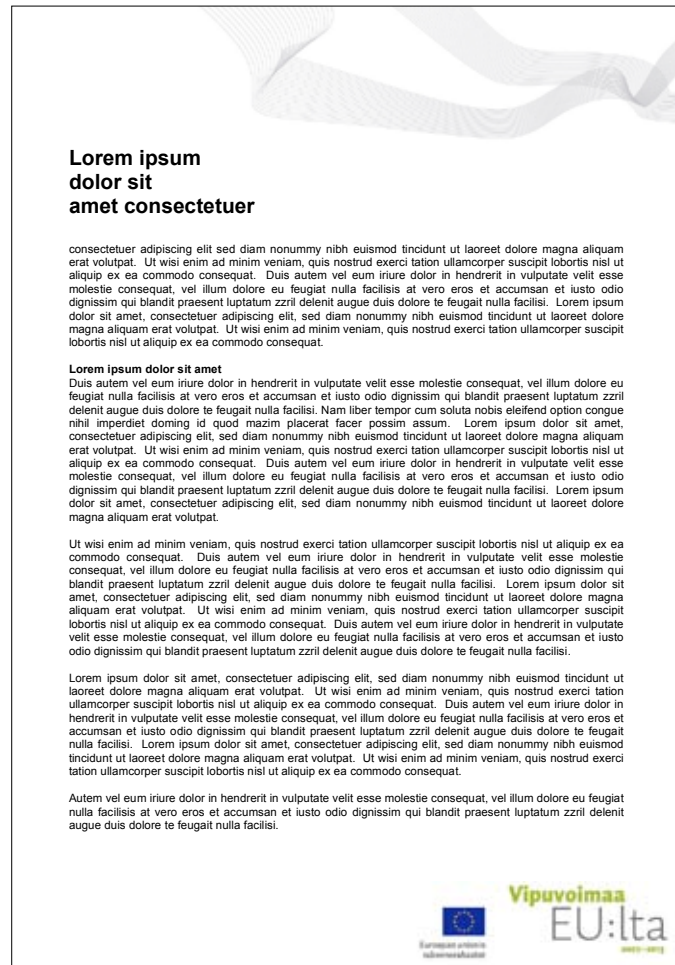 Lorem ipsum
dolor sit
amet consectetuer
consectetuer adipiscing elit sed diam nonummy nibh euismod tincidunt ut laoreet dolore magna aliquam
erat volutpat. Ut wisi enim ad minim veniam, quis nostrud exerci tation ullamcorper suscipit lobortis nisl ut
aliquip ex ea commodo consequat. Duis autem vel eum iriure dolor in hendrerit in vulputate velit esse
molestie consequat, vel illum dolore eu feugiat nulla facilisis at vero eros et accumsan et iusto odio
dignissim qui blandit praesent luptatum zzril delenit augue duis dolore te feugait nulla facilisi. Lorem ipsum
dolor sit amet, consectetuer adipiscing elit, sed diam nonummy nibh euismod tincidunt ut laoreet dolore
magna aliquam erat volutpat. Ut wisi enim ad minim veniam, quis nostrud exerci tation ullamcorper suscipit
lobortis nisl ut aliquip ex ea commodo consequat.
Lorem ipsum dolor sit amet
Duis autem vel eum iriure dolor in hendrerit in vulputate velit esse molestie consequat, vel illum dolore eu
feugiat nulla facilisis at vero eros et accumsan et iusto odio dignissim qui blandit praesent luptatum zzril
delenit augue duis dolore te feugait nulla facilisi. Nam liber tempor cum soluta nobis eleifend option congue
nihil imperdiet doming id quod mazim placerat facer possim assum. Lorem ipsum dolor sit amet,
consectetuer adipiscing elit, sed diam nonummy nibh euismod tincidunt ut laoreet dolore magna aliquam
erat volutpat. Ut wisi enim ad minim veniam, quis nostrud exerci tation ullamcorper suscipit lobortis nisl ut
aliquip ex ea commodo consequat. Duis autem vel eum iriure dolor in hendrerit in vulputate velit esse
molestie consequat, vel illum dolore eu feugiat nulla facilisis at vero eros et accumsan et iusto odio
dignissim qui blandit praesent luptatum zzril delenit augue duis dolore te feugait nulla facilisi. Lorem ipsum
dolor sit amet, consectetuer adipiscing elit, sed diam nonummy nibh euismod tincidunt ut laoreet dolore
magna aliquam erat volutpat.
Ut wisi enim ad minim veniam, quis nostrud exerci tation ullamcorper suscipit lobortis nisl ut aliquip ex ea
commodo consequat. Duis autem vel eum iriure dolor in hendrerit in vulputate velit esse molestie
consequat, vel illum dolore eu feugiat nulla facilisis at vero eros et accumsan et iusto odio dignissim qui
blandit praesent luptatum zzril delenit augue duis dolore te feugait nulla facilisi. Lorem ipsum dolor sit
amet, consectetuer adipiscing elit, sed diam nonummy nibh euismod tincidunt ut laoreet dolore magna
aliquam erat volutpat. Ut wisi enim ad minim veniam, quis nostrud exerci tation ullamcorper suscipit
lobortis nisl ut aliquip ex ea commodo consequat. Duis autem vel eum iriure dolor in hendrerit in vulputate
velit esse molestie consequat, vel illum dolore eu feugiat nulla facilisis at vero eros et accumsan et iusto
odio dignissim qui blandit praesent luptatum zzril delenit augue duis dolore te feugait nulla facilisi.
Lorem ipsum dolor sit amet, consectetuer adipiscing elit, sed diam nonummy nibh euismod tincidunt ut
laoreet dolore magna aliquam erat volutpat. Ut wisi enim ad minim veniam, quis nostrud exerci tation
ullamcorper suscipit lobortis nisl ut aliquip ex ea commodo consequat. Duis autem vel eum iriure dolor in
hendrerit in vulputate velit esse molestie consequat, vel illum dolore eu feugiat nulla facilisis at vero eros et
accumsan et iusto odio dignissim qui blandit praesent luptatum zzril delenit augue duis dolore te feugait
nulla facilisi. Lorem ipsum dolor sit amet, consectetuer adipiscing elit, sed diam nonummy nibh euismod
tincidunt ut laoreet dolore magna aliquam erat volutpat. Ut wisi enim ad minim veniam, quis nostrud exerci
tation ullamcorper suscipit lobortis nisl ut aliquip ex ea commodo consequat.
Autem vel eum iriure dolor in hendrerit in vulputate velit esse molestie consequat, vel illum dolore eu feugiat
nulla facilisis at vero eros et accumsan et iusto odio dignissim qui blandit praesent luptatum zzril delenit
augue duis dolore te feugait nulla facilisi.
Vipuvoimaa
EU:lta
2007–2013
Euroopan unionin